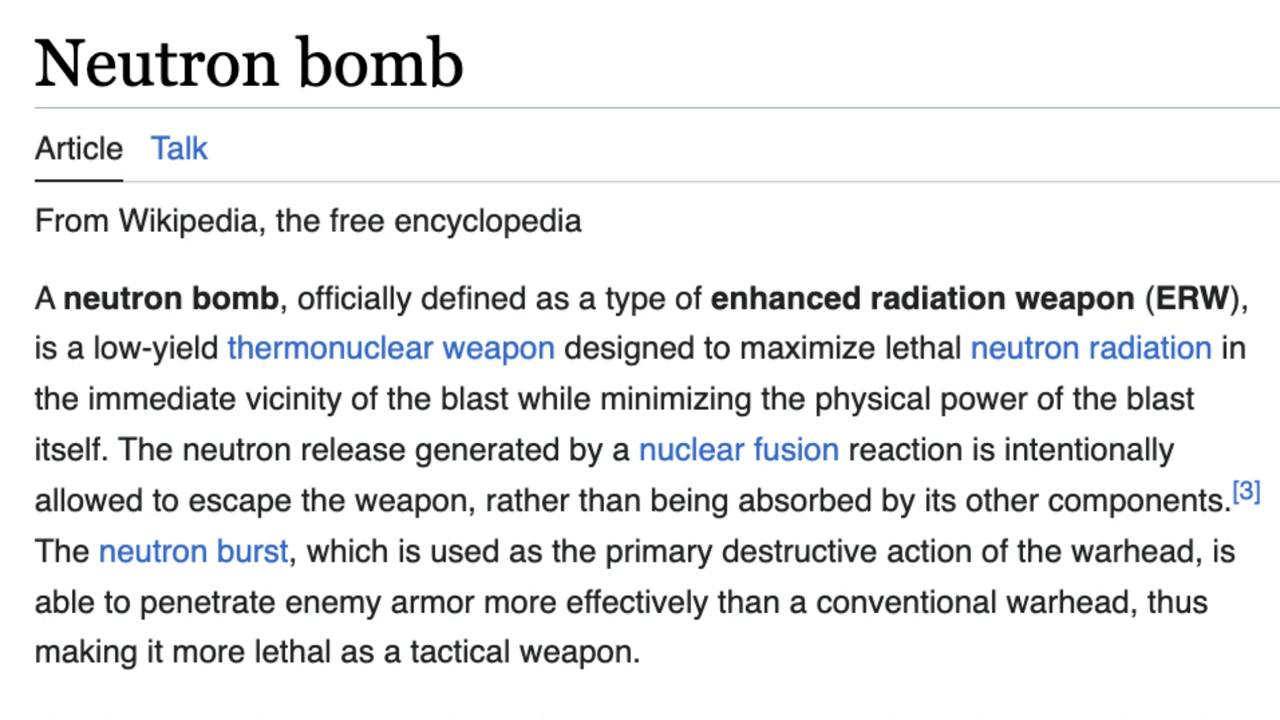 Neutron bomb
Article Talk
From Wikipedia, the free encyclopedia
A neutron bomb, officially defined as a type of enhanced radiation weapon (ERW),
is a low-yield thermonuclear weapon designed to maximize lethal neutron radiation in
the immediate vicinity of the blast while minimizing the physical power of the blast
itself. The neutron release generated by a nuclear fusion reaction is intentionally
allowed to escape the weapon, rather than being absorbed by its other components.[3]
The neutron burst, which is used as the primary destructive action of the warhead, is
able to penetrate enemy armor more effectively than a conventional warhead, thus
making it more lethal as a tactical weapon.